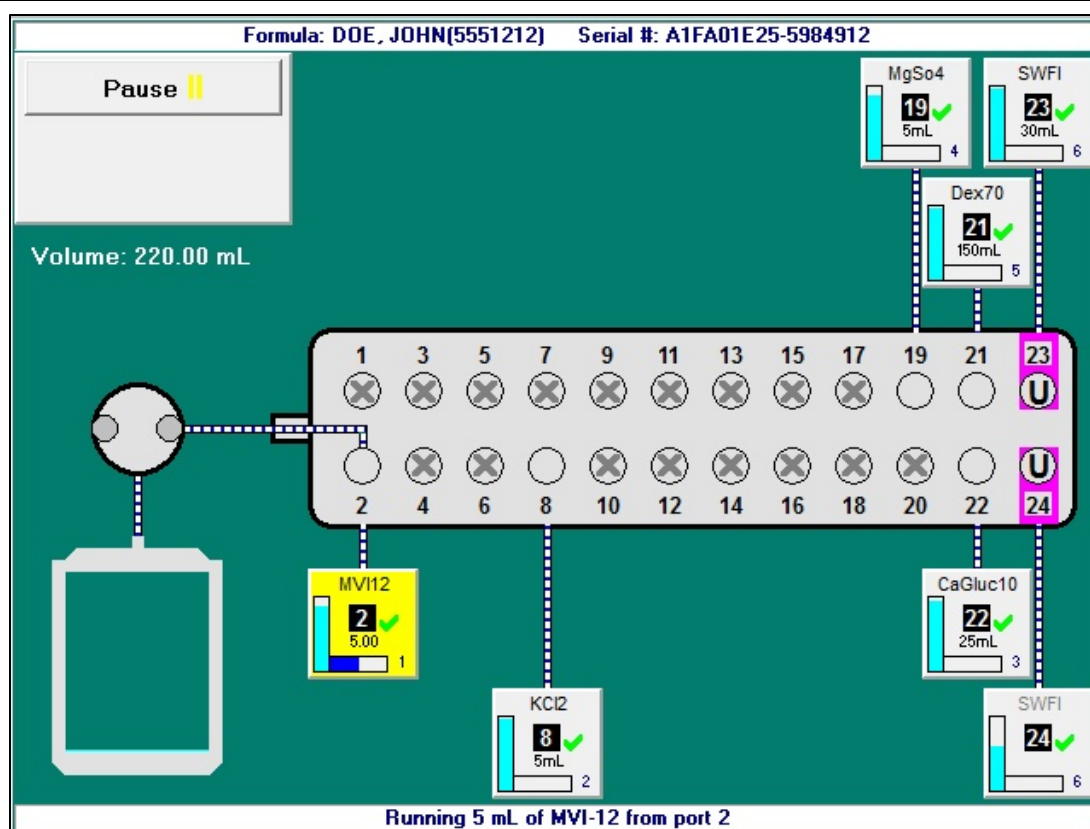 Formula: DOE, JOHN(5551212) Serial #: A1FA01E25-5984912
Pause
Volume: 220.00 mL
MgSo4
19
5mL
4
SWFI
23
30mL
6
Dex70
21
150mL
5
1 3 5 7 9 11 13 15 17 19 21 23
U
U
2 4 6 8 10 12 14 16 18 20 22 24
MVI12
2
5.00
1
CaGluc10
22
25mL
3
KCl2
8
5mL
2
SWFI
24
6
Running 5 mL of MVI-12 from port 2